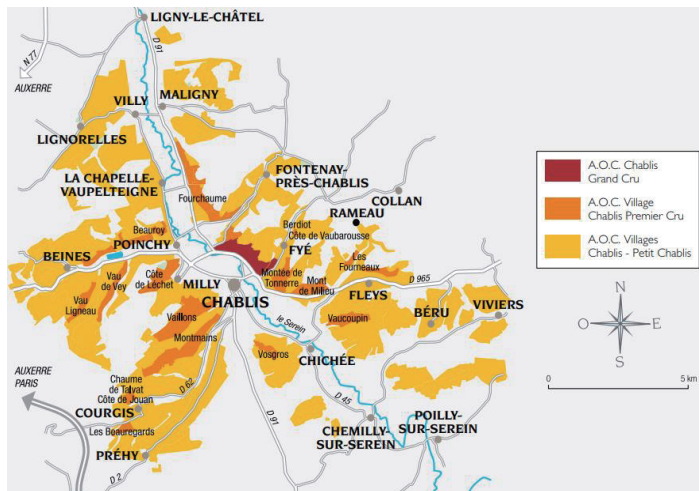 LIGNY-LE-CHÂTEL
N 77
D 91
AUXERRE
VILLY
MALIGNY
LIGNORELLES
LA CHAPELLE-
VAUPELTEIGNE
FONTENAY-
PRÈS-CHABLIS
Fourchaume
COLLAN
RAMEAU
Berdiot
Côte de Vaubarousse
Beauroy
POINCHY
FYÉ
BEINES
Les
Fourneaux
Montée de
Tonnerre
Mont
de Milieu
D 965
Vau
de Vey
Côte
de Léchet
MILLY
CHABLIS
FLEYS
VIVIERS
BÉRU
Vau
Ligneau
Vaillons
le Serein
Vaucoupin
Montmains
Vosgros
CHICHÉE
AUXERRE
PARIS
Chaume
de Talvat
Côte de Jouan
D 62
COURGIS
D 45
D 91
CHEMILLY-
SUR-SEREIN
POILLY-
SUR-SEREIN
Les Beauregards
PRÉHY
D 2
A.O.C. Chablis
Grand Cru
A.O.C. Village
Chablis Premier Cru
A.O.C. Villages
Chablis - Petit Chablis
N
O
E
S
0
5 km